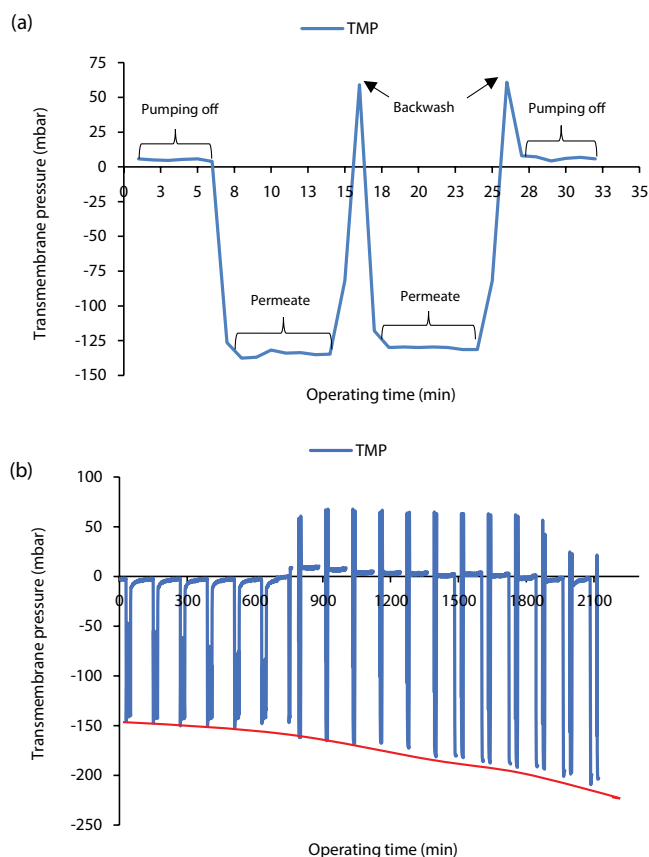 (a)
TMP
75
50
25
0
-25
-50
-75
-100
-125
-150
Transmembrane pressure (mbar)
Pumping off
Backwash
Pumping off
0 3 5 8 10 13 15 18 20 23 25 28 30 33 35
Permeate
Permeate
Operating time (min)
(b)
TMP
100
50
0
-50
-100
-150
-200
-250
Transmembrane pressure (mbar)
0 300 600 900 1200 1500 1800 2100
Operating time (min)